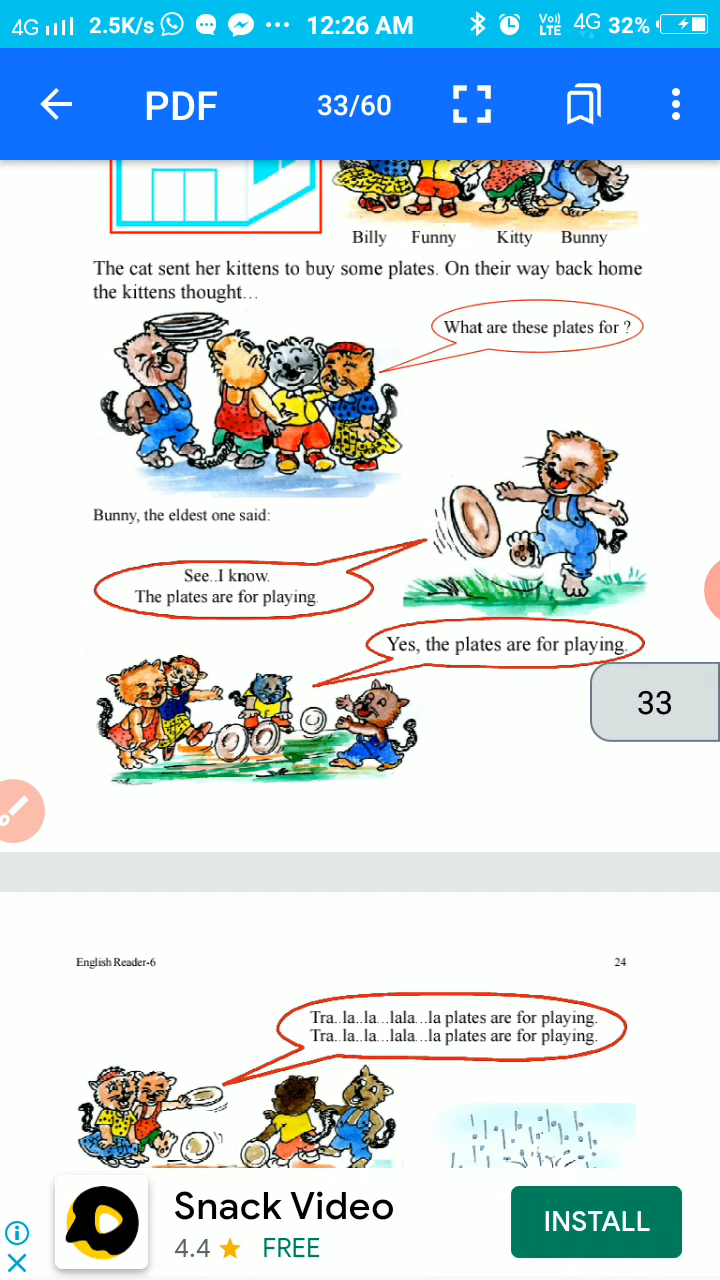 4G 2.5K/s 12:26 AM Vo) LTE 4G 32%
PDF 33/60
Billy Funny Kitty Bunny
The cat sent her kittens to buy some plates. On their way back home
the kittens thought...
What are these plates for ?
Bunny, the eldest one said:
See..I know.
The plates are for playing.
Yes, the plates are for playing.
33
English Reader-6 24
Tra..la..la...lala...la plates are for playing.
Tra..la..la...lala...la plates are for playing.
Snack Video
4.4 FREE
INSTALL